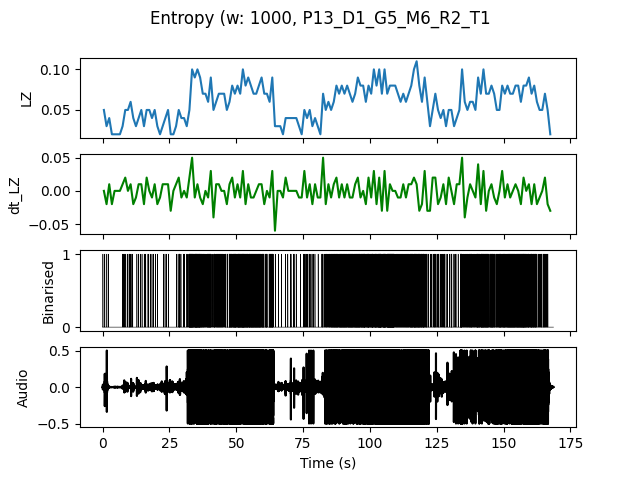 Entropy (w: 1000, P13_D1_G5_M6_R2_T1
0.10
0.05
LZ
0.05
0.00
−0.05
dt_LZ
1
0
Binarised
0.5
0.0
−0.5
Audio
0 25 50 75 100 125 150 175
Time (s)